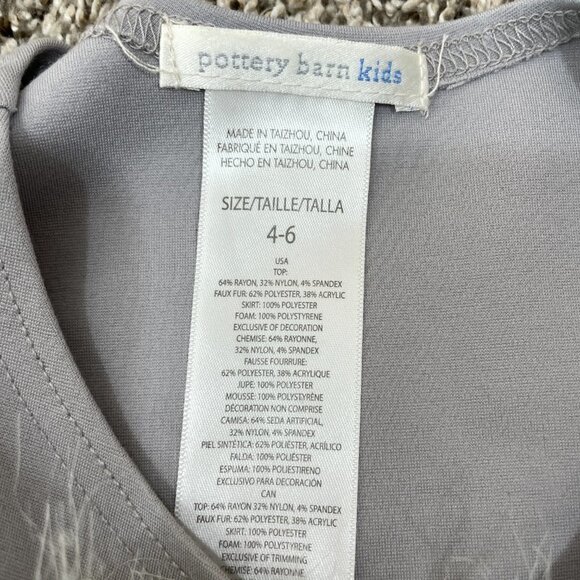 pottery barn kids
MADE IN TAIZHOU, CHINA
FABRIQUÉ EN TAIZHOU, CHINE
HECHO EN TAIZHOU, CHINA
SIZE/TAILLE/TALLA
4-6
USA
TOP:
64% RAYON, 32% NYLON, 4% SPANDEX
FAUX FUR: 62% POLYESTER, 38% ACRYLIC
SKIRT: 100% POLYESTER
FOAM: 100% POLYSTYRENE
EXCLUSIVE OF DECORATION
CHEMISE: 64% RAYONNE,
32% NYLON, 4% SPANDEX
FAUSSE FOURRURE:
62% POLYESTER, 38% ACRYLIQUE
JUPE: 100% POLYESTER
MOUSSE: 100% POLYSTYRÈNE
DÉCORATION NON COMPRISE
CAMISA: 64% SEDA ARTIFICIAL,
32% NYLON, 4% SPANDEX
PIEL SINTÉTICA: 62% POLIÉSTER, ACRÍLICO
FALDA: 100% POLIÉSTER
ESPUMA: 100% POLIESTIRENO
EXCLUSIVO PARA DECORACIÓN
CAN
TOP: 64% RAYON 32% NYLON, 4% SPANDEX
FAUX FUR: 62% POLYESTER, 38% ACRYLIC
SKIRT: 100% POLYESTER
FOAM: 100% POLYSTYRENE
EXCLUSIVE OF TRIMMING
CHEMISE: 64% RAYONNE